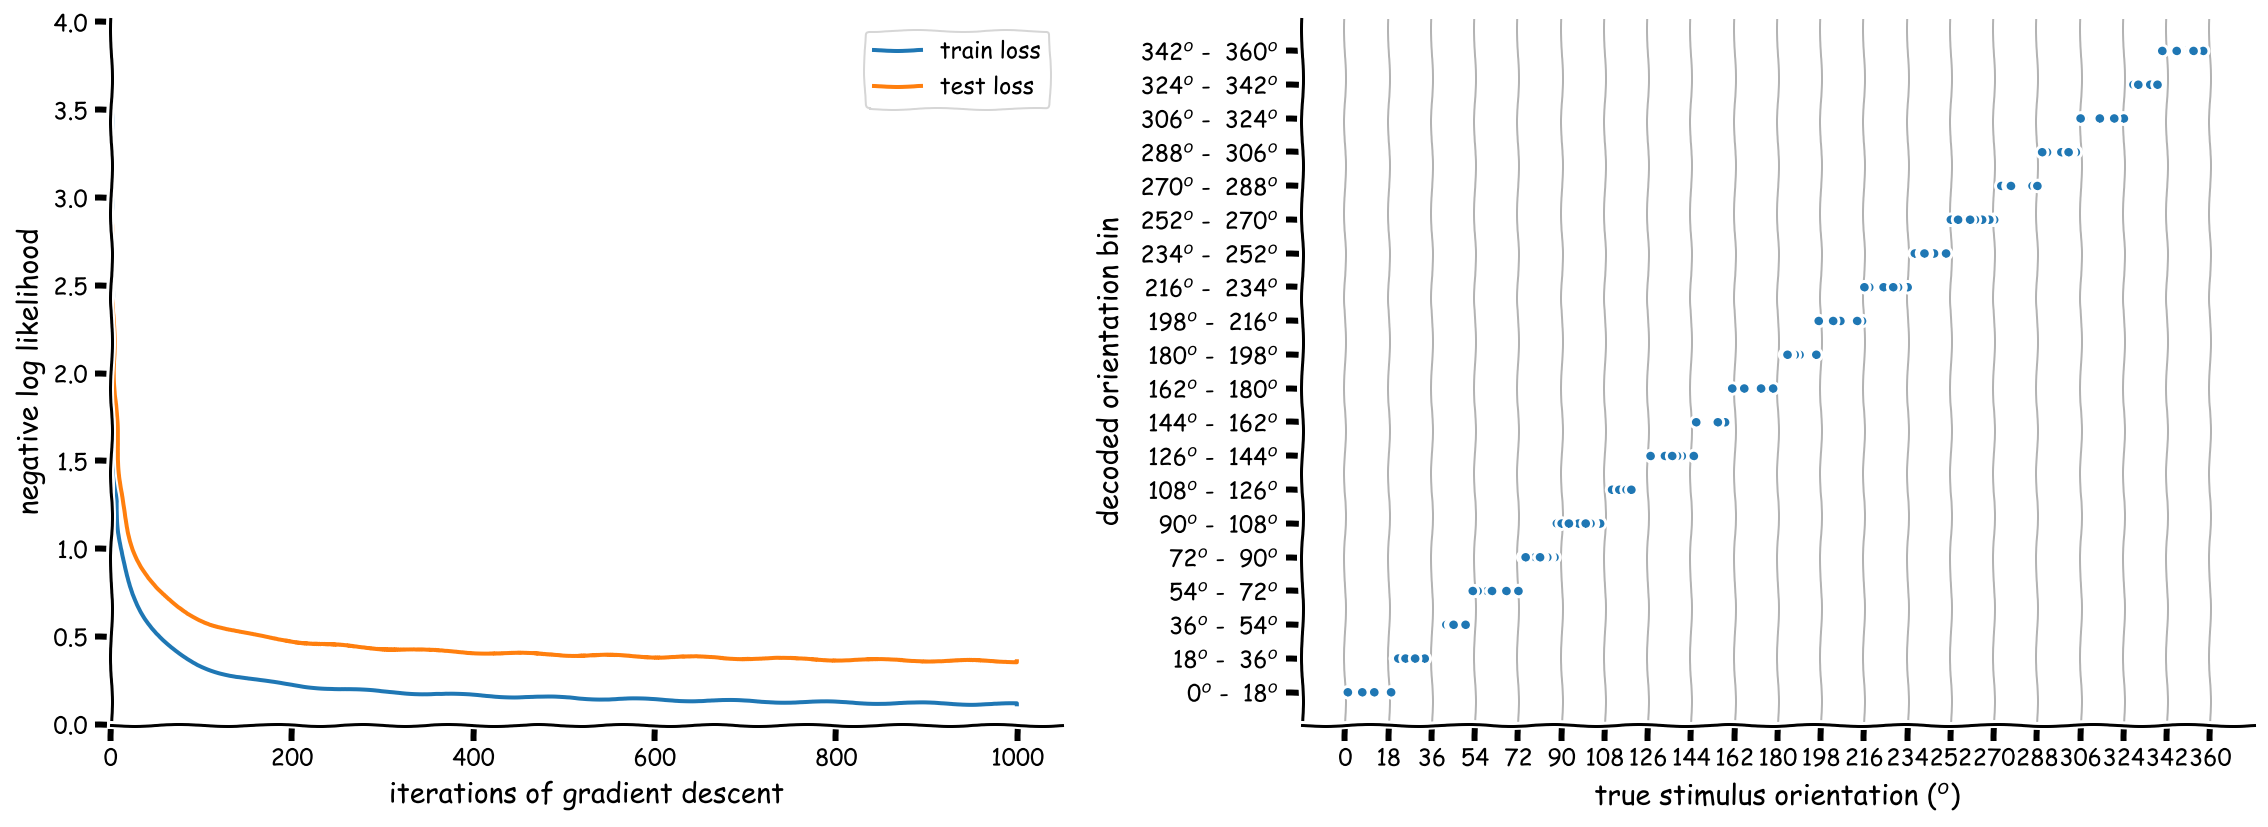 4.0
3.5
3.0
2.5
2.0
1.5
1.0
0.5
0.0
negative log likelihood
0 200 400 600 800 1000
iterations of gradient descent
train loss
test loss
342° - 360°
324° - 342°
306° - 324°
288° - 306°
270° - 288°
252° - 270°
234° - 252°
216° - 234°
198° - 216°
180° - 198°
162° - 180°
144° - 162°
126° - 144°
108° - 126°
90° - 108°
72° - 90°
54° - 72°
36° - 54°
18° - 36°
0° - 18°
decoded orientation bin
0 18 36 54 72 90 108 126 144 162 180 198 216 234 252 270 288 306 324 342 360
true stimulus orientation (°)